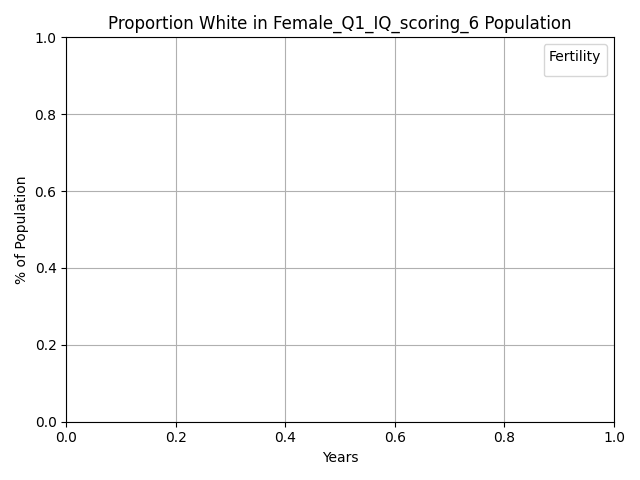 Proportion White in Female_Q1_IQ_scoring_6 Population
Fertility
% of Population
1.0
0.8
0.6
0.4
0.2
0.0
0.0 0.2 0.4 0.6 0.8 1.0
Years